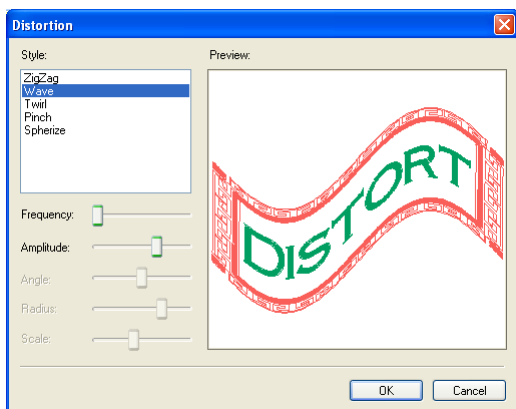 Distortion
Style:
ZigZag
Wave
Twirl
Pinch
Spherize
Frequency:
Amplitude:
Angle:
Radius:
Scale:
Preview:
DISTORT
OK
Cancel